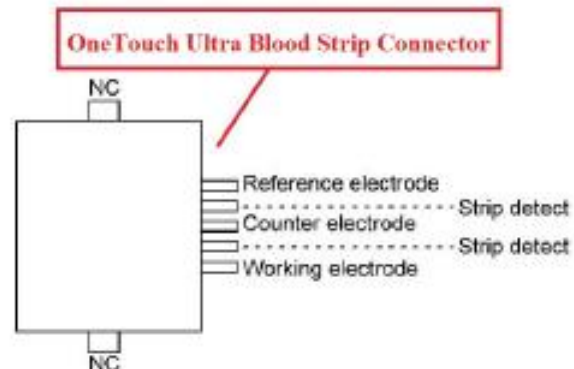 OneTouch Ultra Blood Strip Connector
NC
Reference electrode
Strip detect
Counter electrode
Strip detect
Working electrode
NC